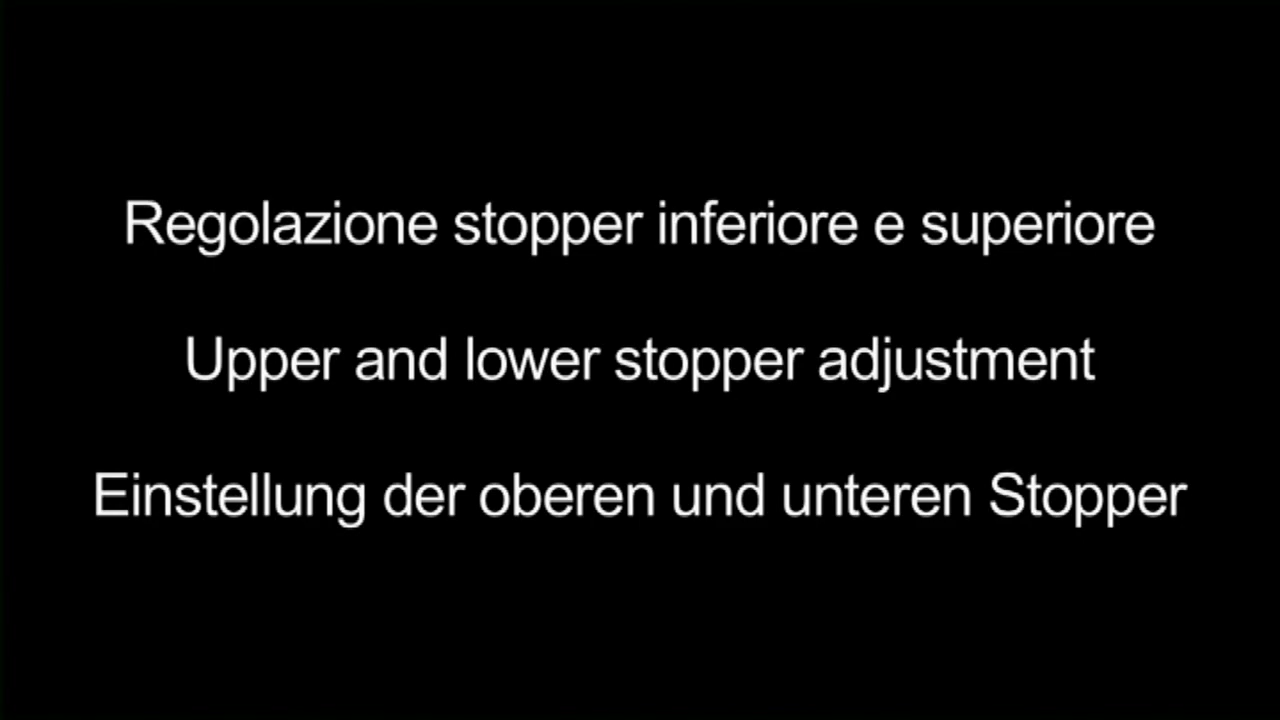 Regolazione stopper inferiore e superiore
Upper and lower stopper adjustment
Einstellung der oberen und unteren Stopper